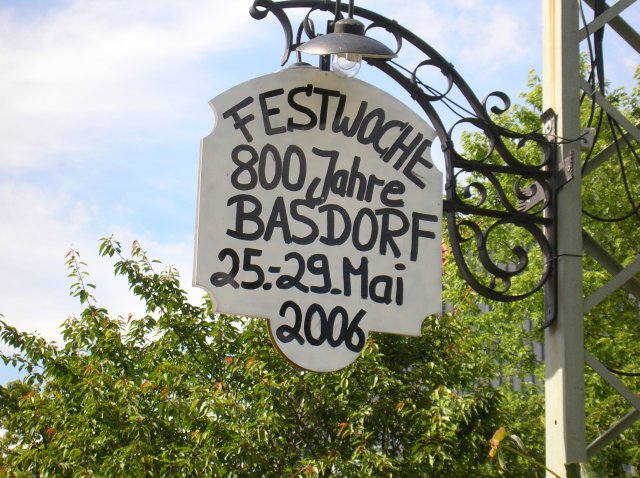 FESTWOCHE
800 Jahre
BASDORF
25.-29. Mai
2006